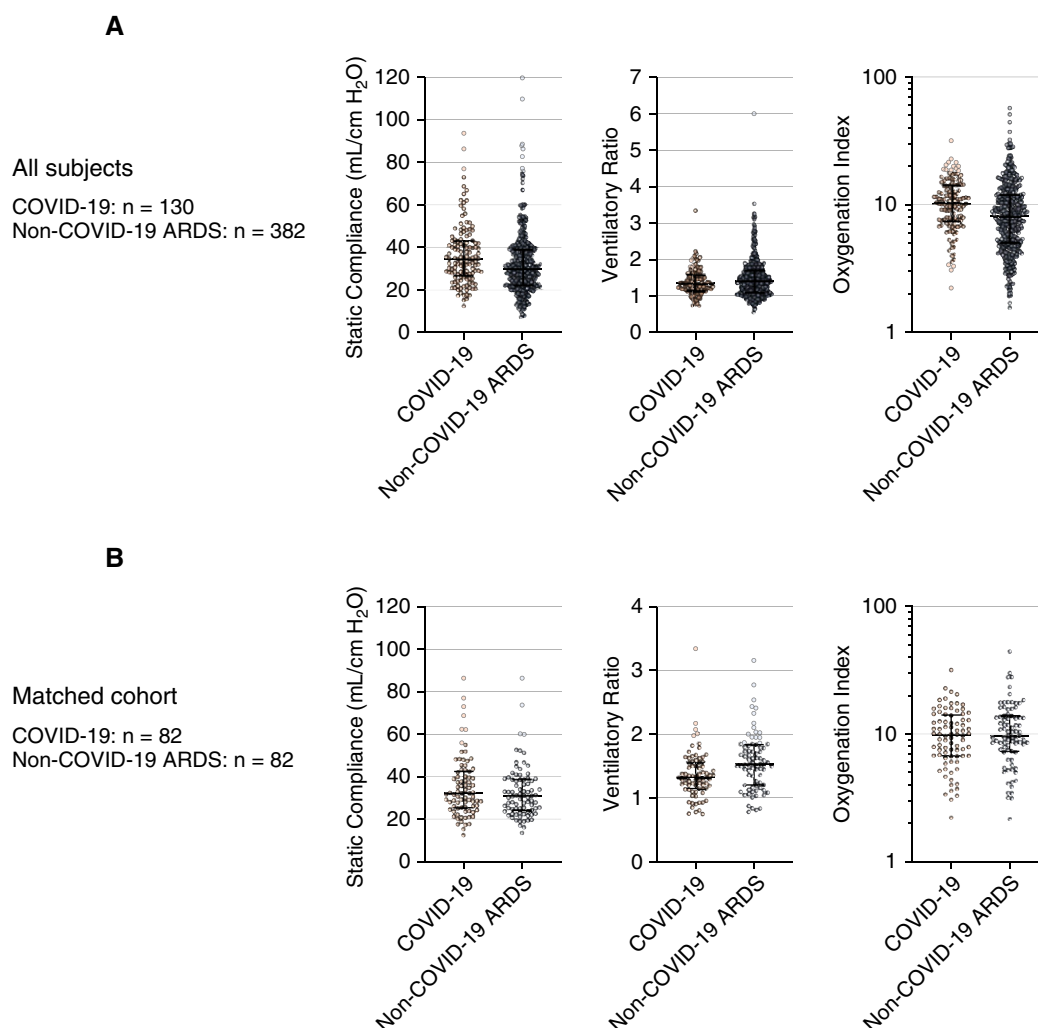 A
All subjects
COVID-19: n = 130
Non-COVID-19 ARDS: n = 382
Static Compliance (mL/cm H₂O)
120
100
80
60
40
20
0
COVID-19
Non-COVID-19 ARDS
Ventilatory Ratio
7
6
5
4
3
2
1
0
COVID-19
Non-COVID-19 ARDS
Oxygenation Index
100
10
1
COVID-19
Non-COVID-19 ARDS
B
Matched cohort
COVID-19: n = 82
Non-COVID-19 ARDS: n = 82
Static Compliance (mL/cm H₂O)
120
100
80
60
40
20
0
COVID-19
Non-COVID-19 ARDS
Ventilatory Ratio
4
3
2
1
0
COVID-19
Non-COVID-19 ARDS
Oxygenation Index
100
10
1
COVID-19
Non-COVID-19 ARDS